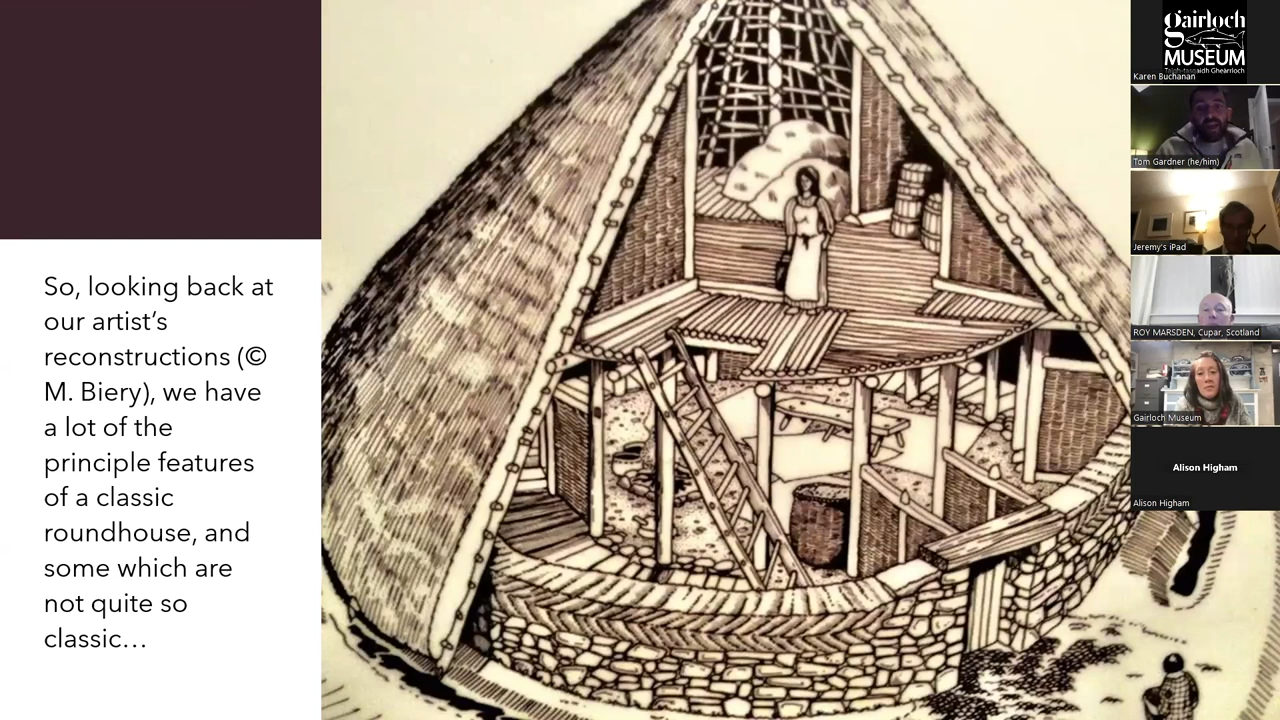 So, looking back at
our artist’s
reconstructions (©
M. Biery), we have
a lot of the
principle features
of a classic
roundhouse, and
some which are
not quite so
classic…
gairloch
MUSEUM
Karen Buchanan
Tom Gardner (he/him)
Jeremy's iPad
ROY MARSDEN, Cupar, Scotland
Gairloch Museum
Alison Higham
Alison Higham